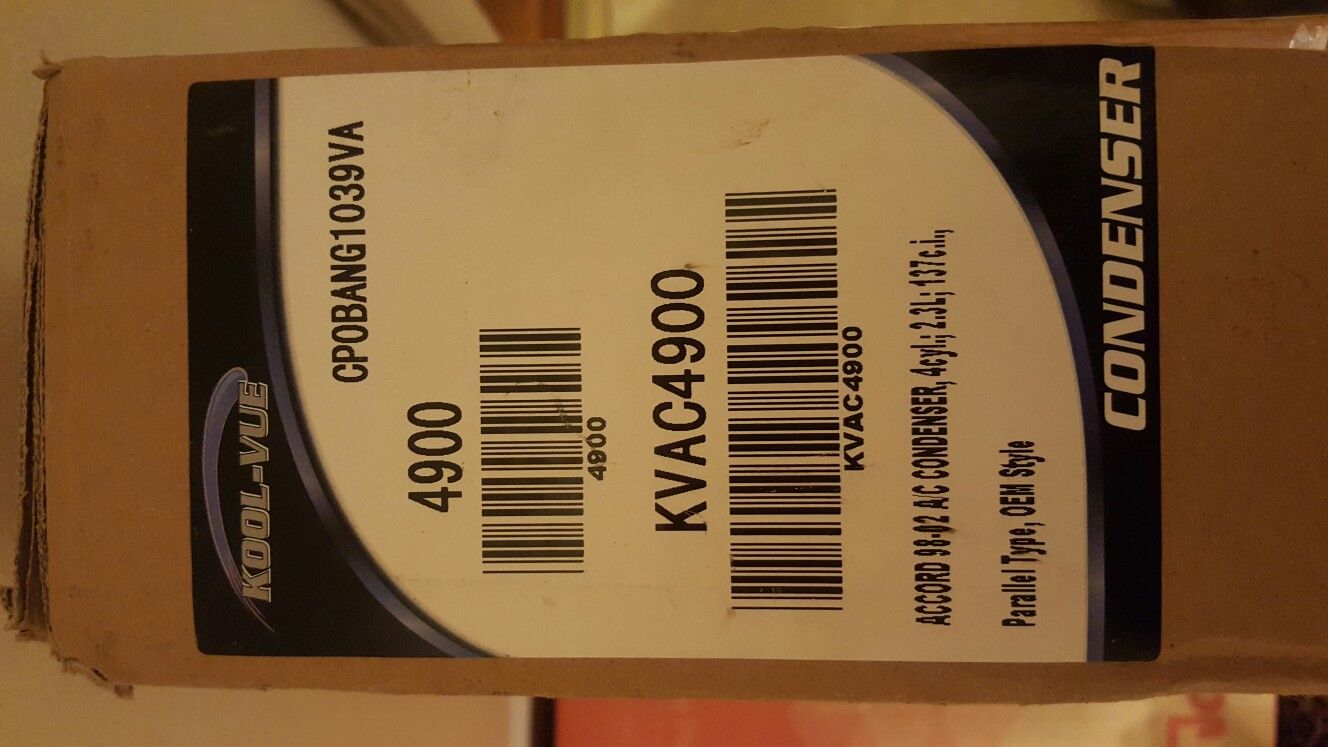 KOOL-VUE
CPOBANG1039VA
4900
4900
KVAC4900
KVAC4900
ACCORD 98-02 A/C CONDENSER, 4cyl.; 2.3L; 137c.i.,
Parallel Type, OEM Style
CONDENSER